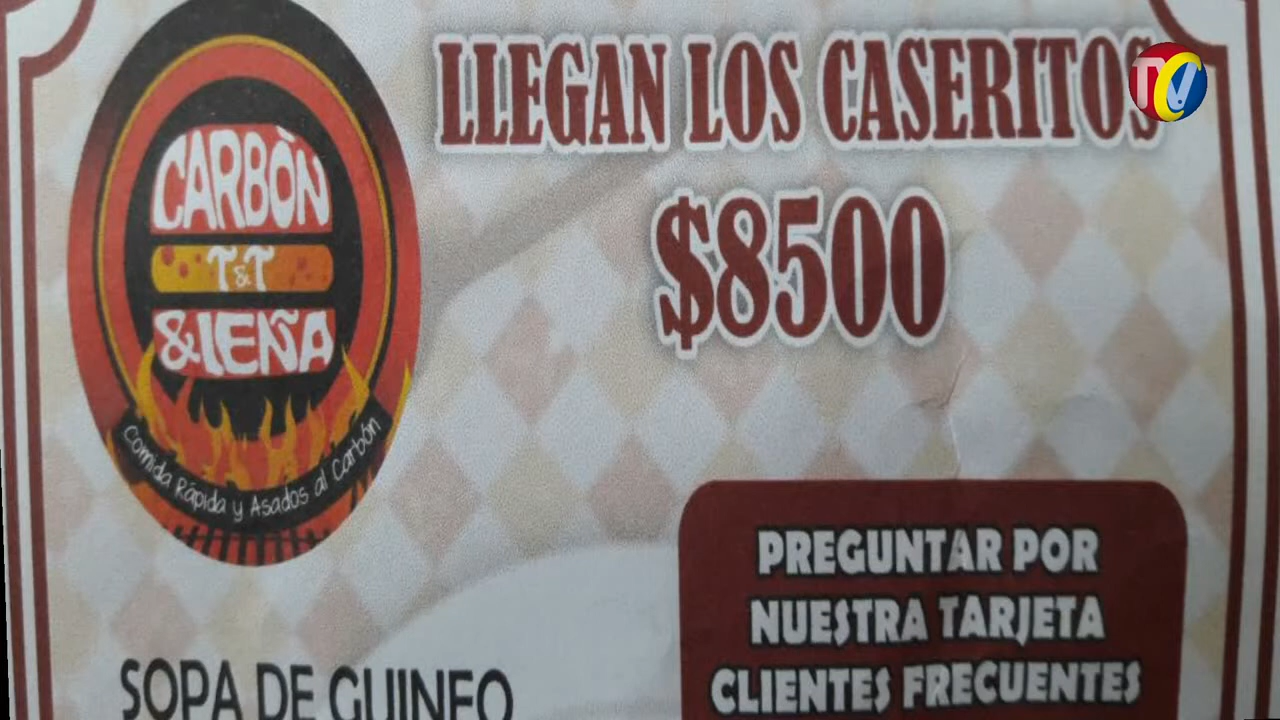 LLEGAN LOS CASERITOS
TC!
$8500
CARBÒN
T&T
&LEÑA
Comida Rápida y Asados al Carbón
PREGUNTAR POR
NUESTRA TARJETA
CLIENTES FRECUENTES
SOPA DE GUINEO